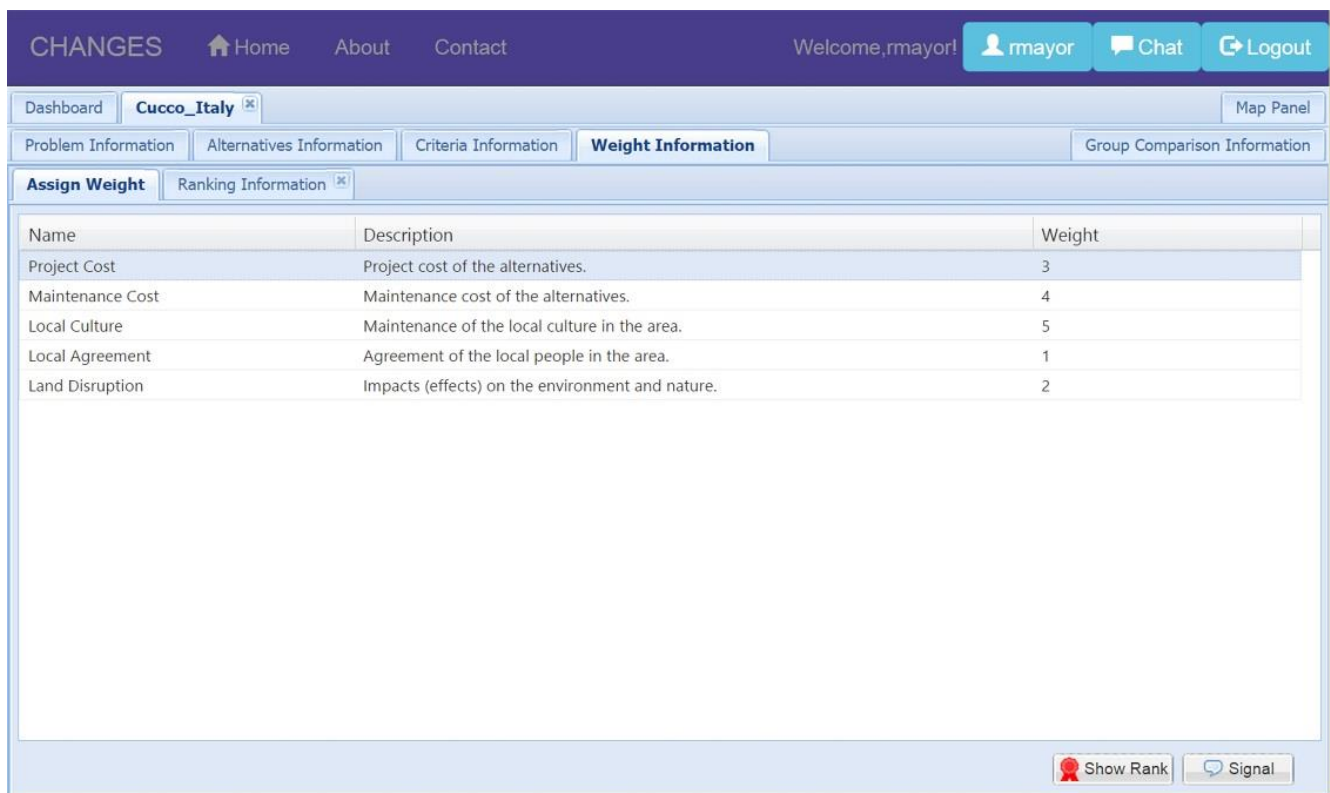 CHANGES Home About Contact Welcome,rmayor! rmayor Chat Logout
Dashboard Cucco_Italy Map Panel
Problem Information Alternatives Information Criteria Information Weight Information Group Comparison Information
Assign Weight Ranking Information
Name Description Weight
Project Cost Project cost of the alternatives. 3
Maintenance Cost Maintenance cost of the alternatives. 4
Local Culture Maintenance of the local culture in the area. 5
Local Agreement Agreement of the local people in the area. 1
Land Disruption Impacts (effects) on the environment and nature. 2
Show Rank Signal